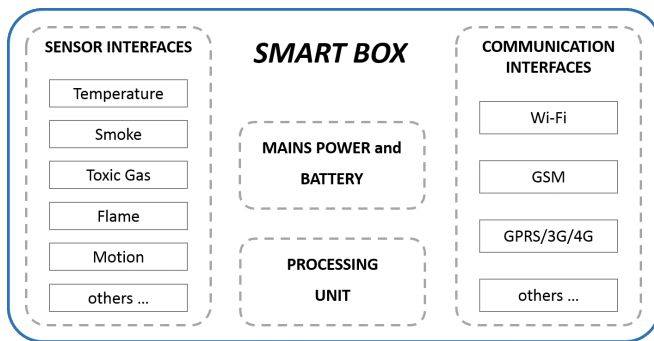 SENSOR INTERFACES
Temperature
Smoke
Toxic Gas
Flame
Motion
others ...
SMART BOX
MAINS POWER and
BATTERY
PROCESSING
UNIT
COMMUNICATION
INTERFACES
Wi-Fi
GSM
GPRS/3G/4G
others ...